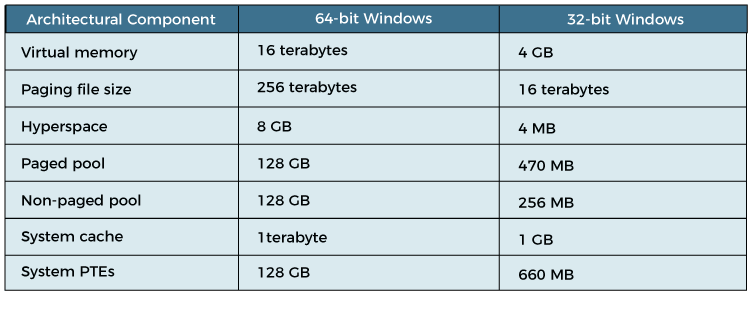 Architectural Component 64-bit Windows 32-bit Windows
Virtual memory 16 terabytes 4 GB
Paging file size 256 terabytes 16 terabytes
Hyperspace 8 GB 4 MB
Paged pool 128 GB 470 MB
Non-paged pool 128 GB 256 MB
System cache 1terabyte 1 GB
System PTEs 128 GB 660 MB